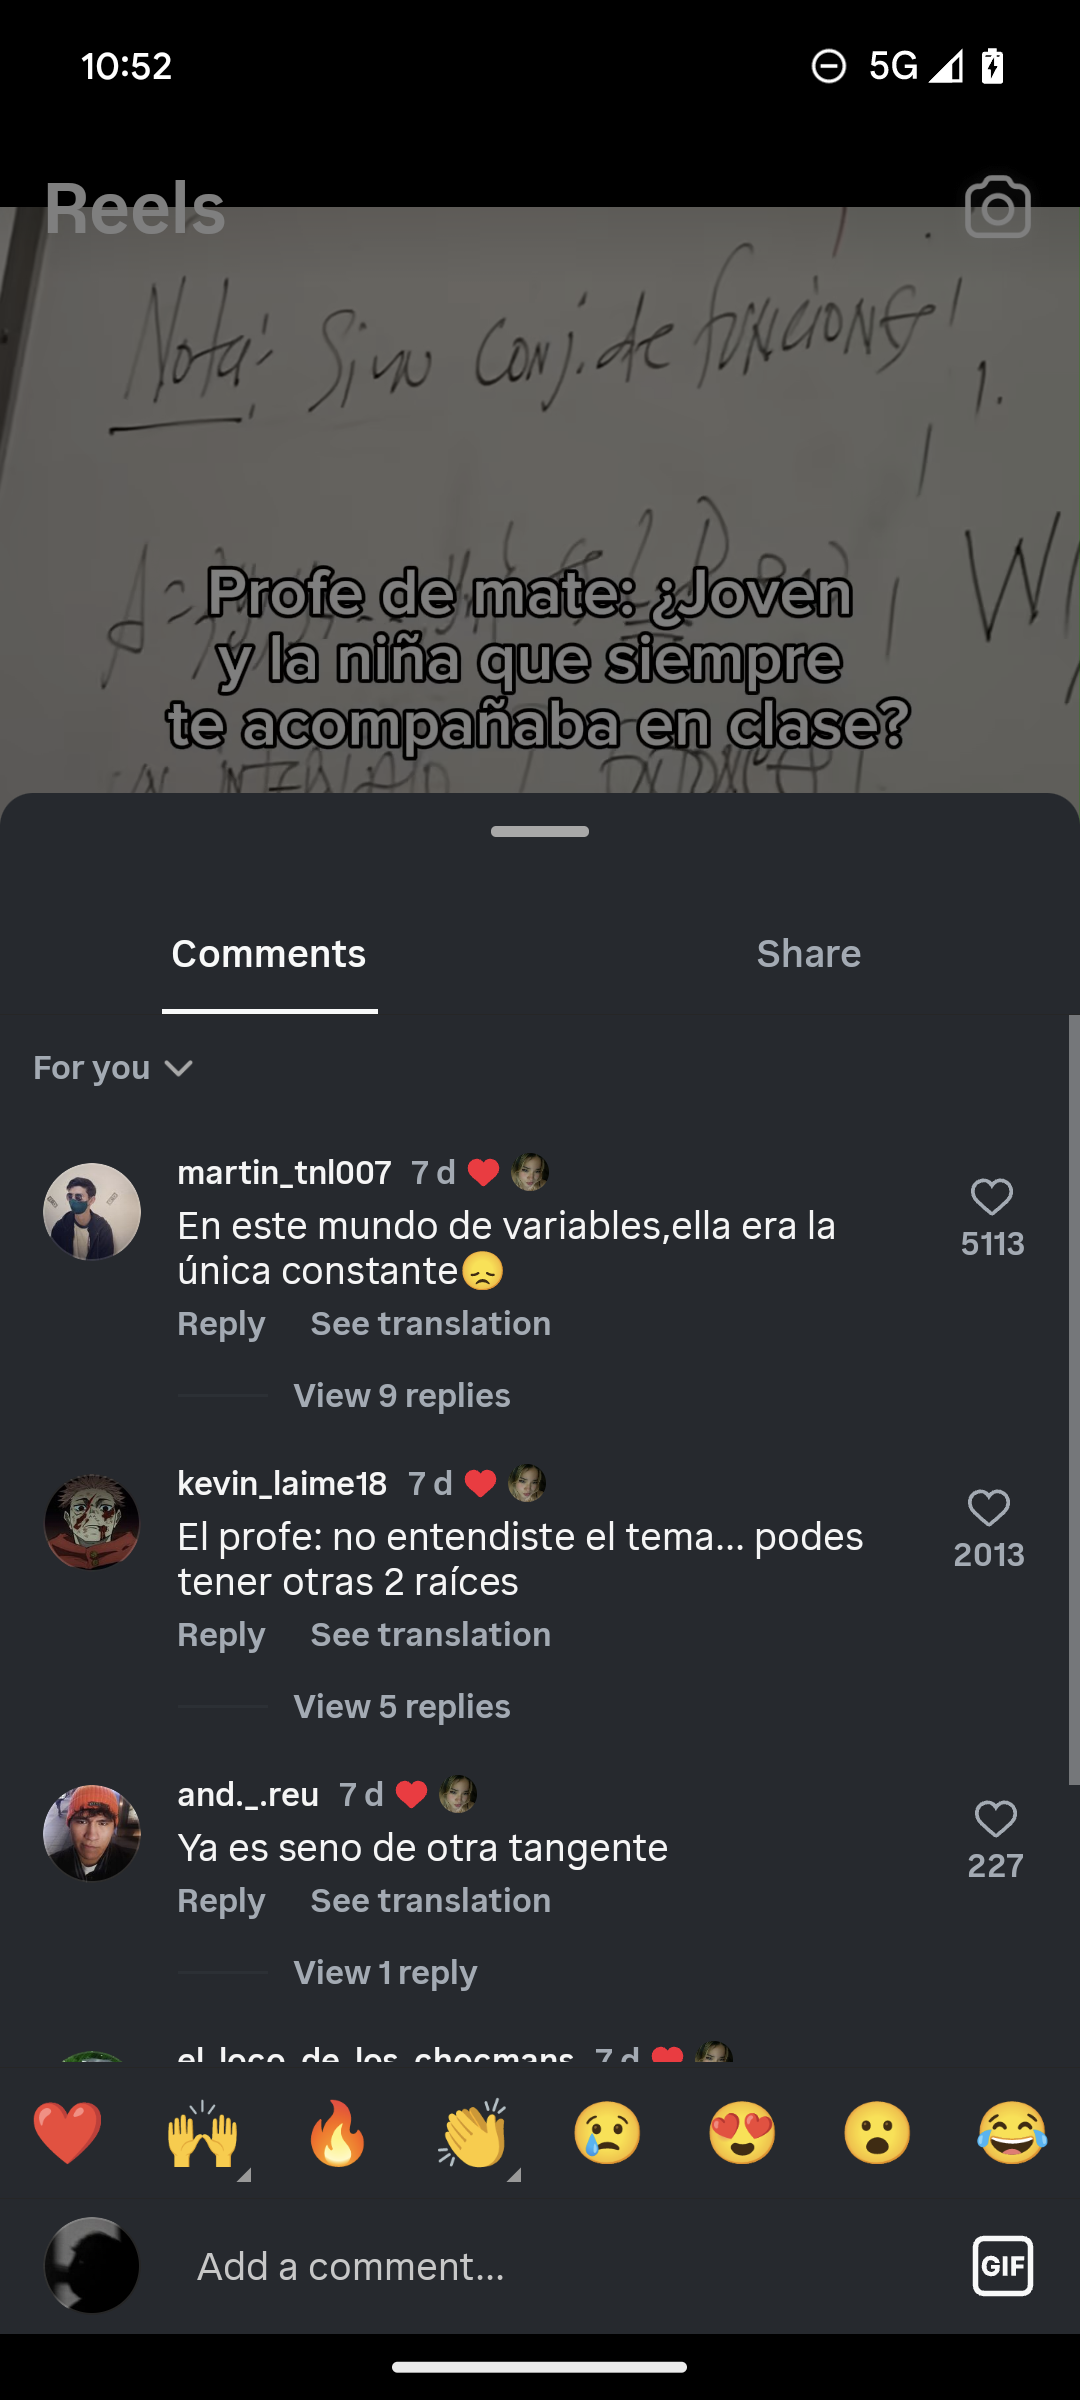 10:52
5G
Reels
Nota:
conj. de funciones
1.
Profe de mate: ¿Joven
y la niña que siempre
te acompañaba en clase?
Comments
Share
For you
martin_tnl007 7 d
En este mundo de variables,ella era la
única constante😞
Reply See translation
View 9 replies
5113
kevin_laime18 7 d
El profe: no entendiste el tema... podes
tener otras 2 raíces
Reply See translation
View 5 replies
2013
and._.reu 7 d
Ya es seno de otra tangente
Reply See translation
View 1 reply
227
el_loco_de_los_chocmans 7 d
Add a comment...
GIF